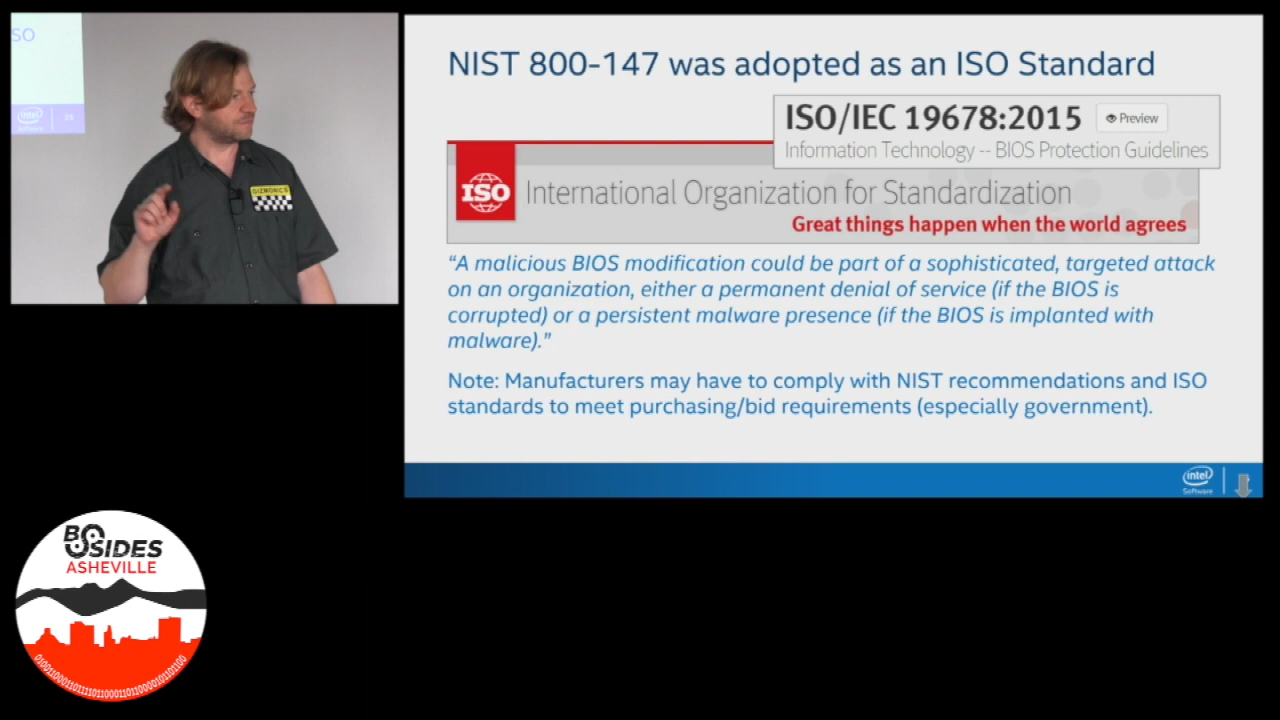 SO
intel
Software
25
GIZMONICS
NIST 800-147 was adopted as an ISO Standard
ISO/IEC 19678:2015
Preview
Information Technology -- BIOS Protection Guidelines
ISO
International Organization for Standardization
Great things happen when the world agrees
“A malicious BIOS modification could be part of a sophisticated, targeted attack
on an organization, either a permanent denial of service (if the BIOS is
corrupted) or a persistent malware presence (if the BIOS is implanted with
malware).”
Note: Manufacturers may have to comply with NIST recommendations and ISO
standards to meet purchasing/bid requirements (especially government).
intel
Software
BSIDES
ASHEVILLE